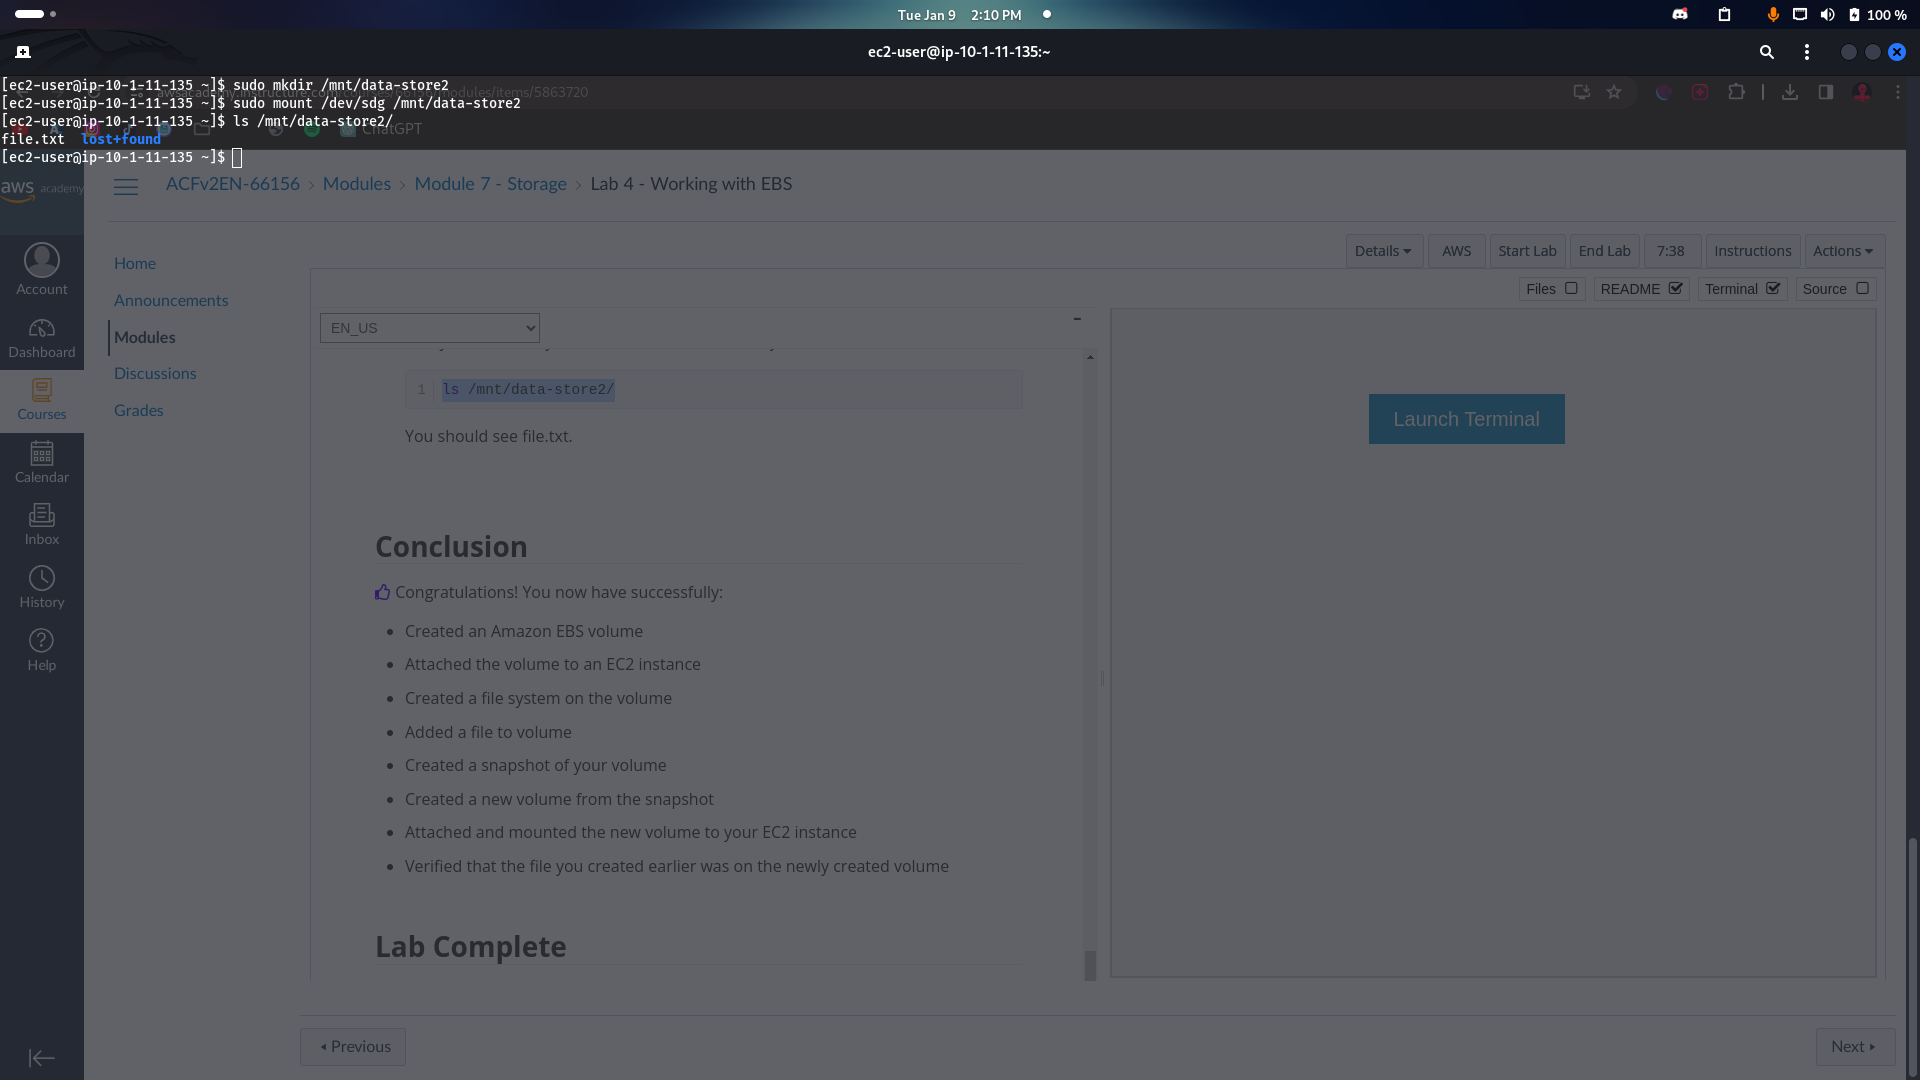 Tue Jan 9 2:10 PM
100 %
ec2-user@ip-10-1-11-135:~
[ec2-user@ip-10-1-11-135 ~]$ sudo mkdir /mnt/data-store2
awsacademy.instructure.com/courses/66156/modules/items/5863720
[ec2-user@ip-10-1-11-135 ~]$ sudo mount /dev/sdg /mnt/data-store2
[ec2-user@ip-10-1-11-135 ~]$ ls /mnt/data-store2/
ChatGPT
file.txt lost+found
[ec2-user@ip-10-1-11-135 ~]$
aws academy
ACFv2EN-66156 › Modules › Module 7 - Storage › Lab 4 - Working with EBS
Account
Dashboard
Courses
Calendar
Inbox
History
Help
Home
Announcements
Modules
Discussions
Grades
Details AWS Start Lab End Lab 7:38 Instructions Actions
Files README Terminal Source
EN_US
1 ls /mnt/data-store2/
You should see file.txt.
Conclusion
Congratulations! You now have successfully:
• Created an Amazon EBS volume
• Attached the volume to an EC2 instance
• Created a file system on the volume
• Added a file to volume
• Created a snapshot of your volume
• Created a new volume from the snapshot
• Attached and mounted the new volume to your EC2 instance
• Verified that the file you created earlier was on the newly created volume
Lab Complete
Launch Terminal
Previous
Next